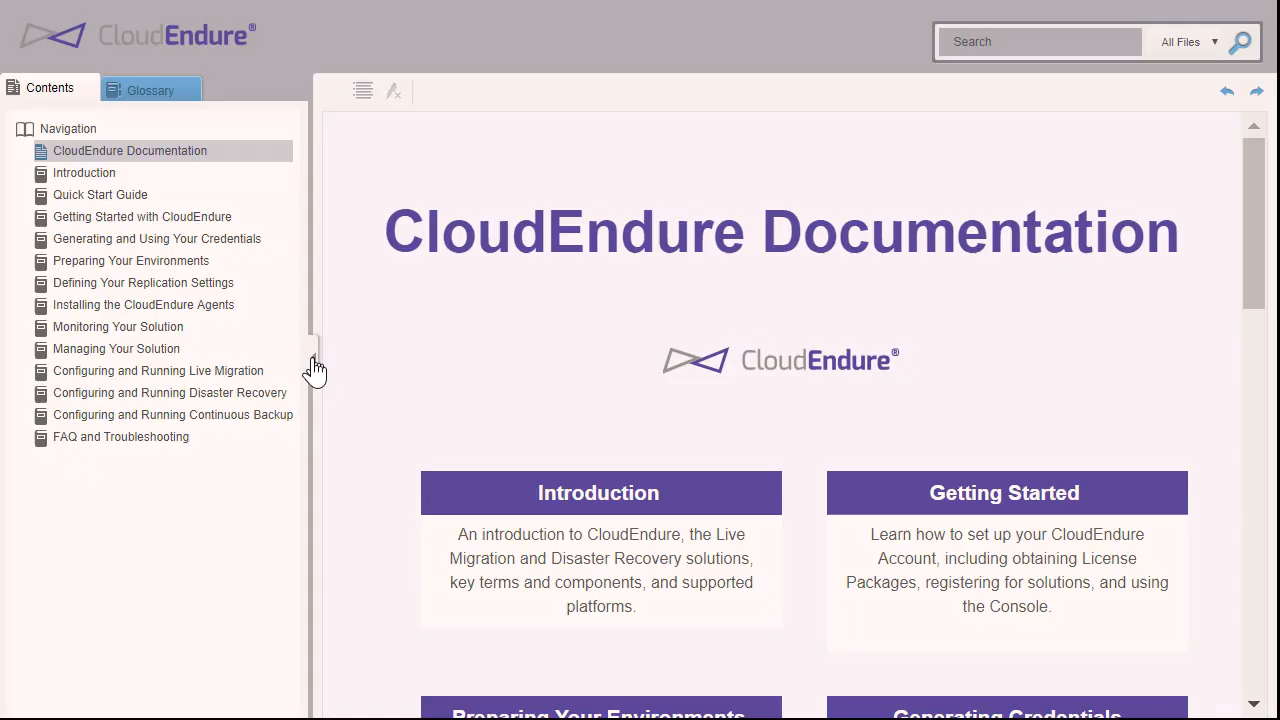 CloudEndure®
Search
All Files
Contents
Glossary
Navigation
CloudEndure Documentation
Introduction
Quick Start Guide
Getting Started with CloudEndure
Generating and Using Your Credentials
Preparing Your Environments
Defining Your Replication Settings
Installing the CloudEndure Agents
Monitoring Your Solution
Managing Your Solution
Configuring and Running Live Migration
Configuring and Running Disaster Recovery
Configuring and Running Continuous Backup
FAQ and Troubleshooting
CloudEndure Documentation
CloudEndure®
Introduction
An introduction to CloudEndure, the Live
Migration and Disaster Recovery solutions,
key terms and components, and supported
platforms.
Getting Started
Learn how to set up your CloudEndure
Account, including obtaining License
Packages, registering for solutions, and using
the Console.
Preparing Your Environments
Generating Credentials